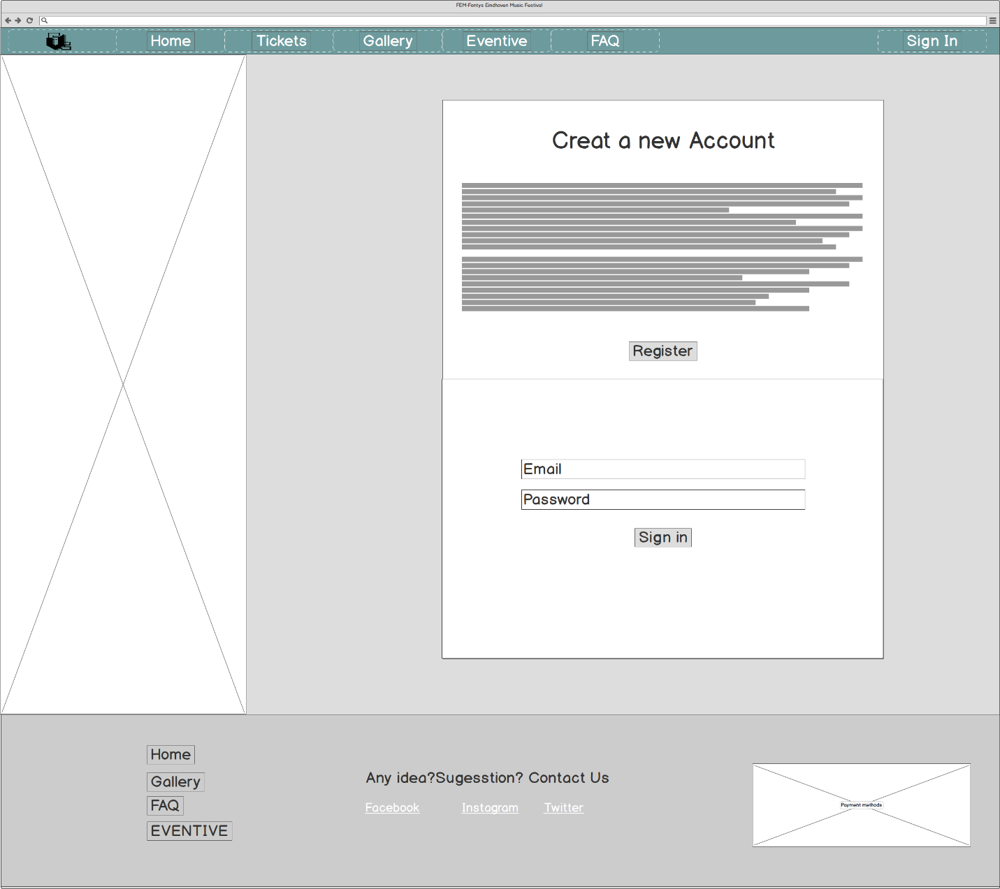 FEM-Fontys Eindhoven Music Festival
Home Tickets Gallery Eventive FAQ Sign In
Creat a new Account
Register
Email
Password
Sign in
Home
Gallery
FAQ
EVENTIVE
Any idea?Sugesstion? Contact Us
Facebook Instagram Twitter
Payment methods